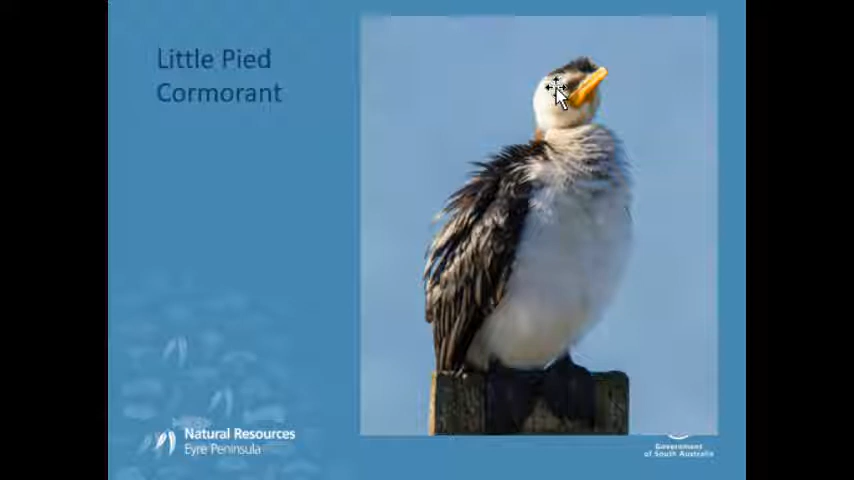 Little Pied
Cormorant
Natural Resources
Eyre Peninsula
Government
of South Australia